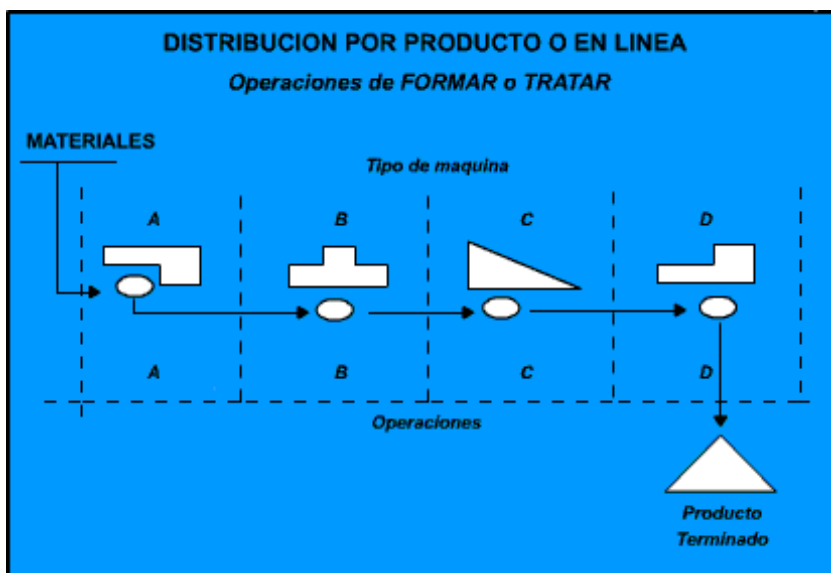 DISTRIBUCION POR PRODUCTO O EN LINEA
Operaciones de FORMAR o TRATAR
MATERIALES
Tipo de maquina
A B C D
A B C D
Operaciones
Producto
Terminado